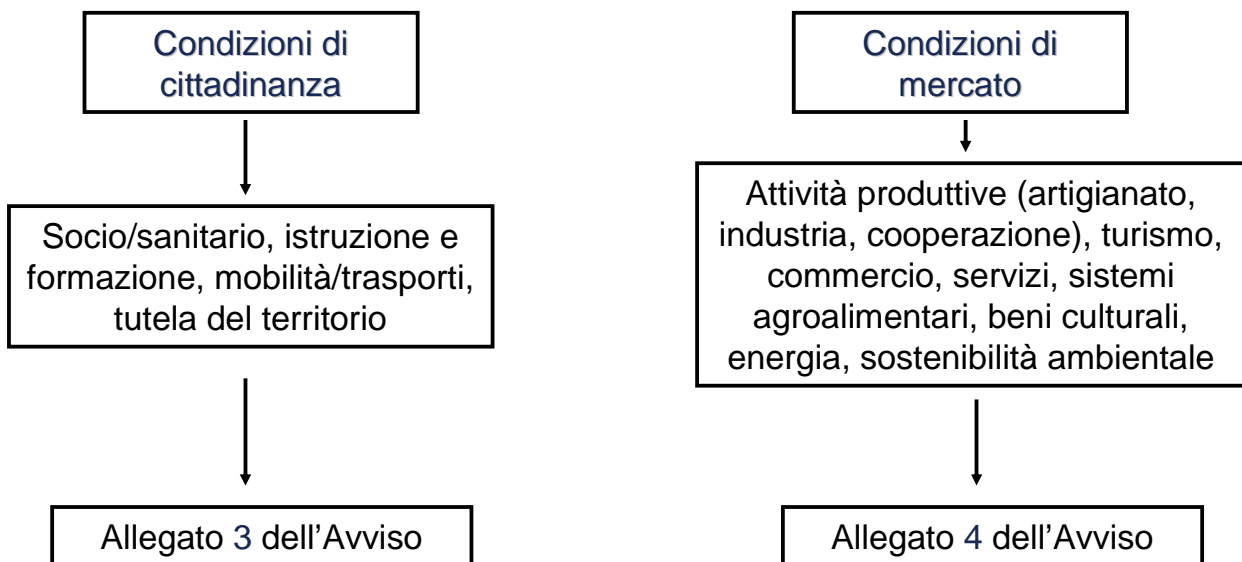 Condizioni di
cittadinanza
Socio/sanitario, istruzione e
formazione, mobilità/trasporti,
tutela del territorio
Allegato 3 dell’Avviso
Condizioni di
mercato
Attività produttive (artigianato,
industria, cooperazione), turismo,
commercio, servizi, sistemi
agroalimentari, beni culturali,
energia, sostenibilità ambientale
Allegato 4 dell’Avviso